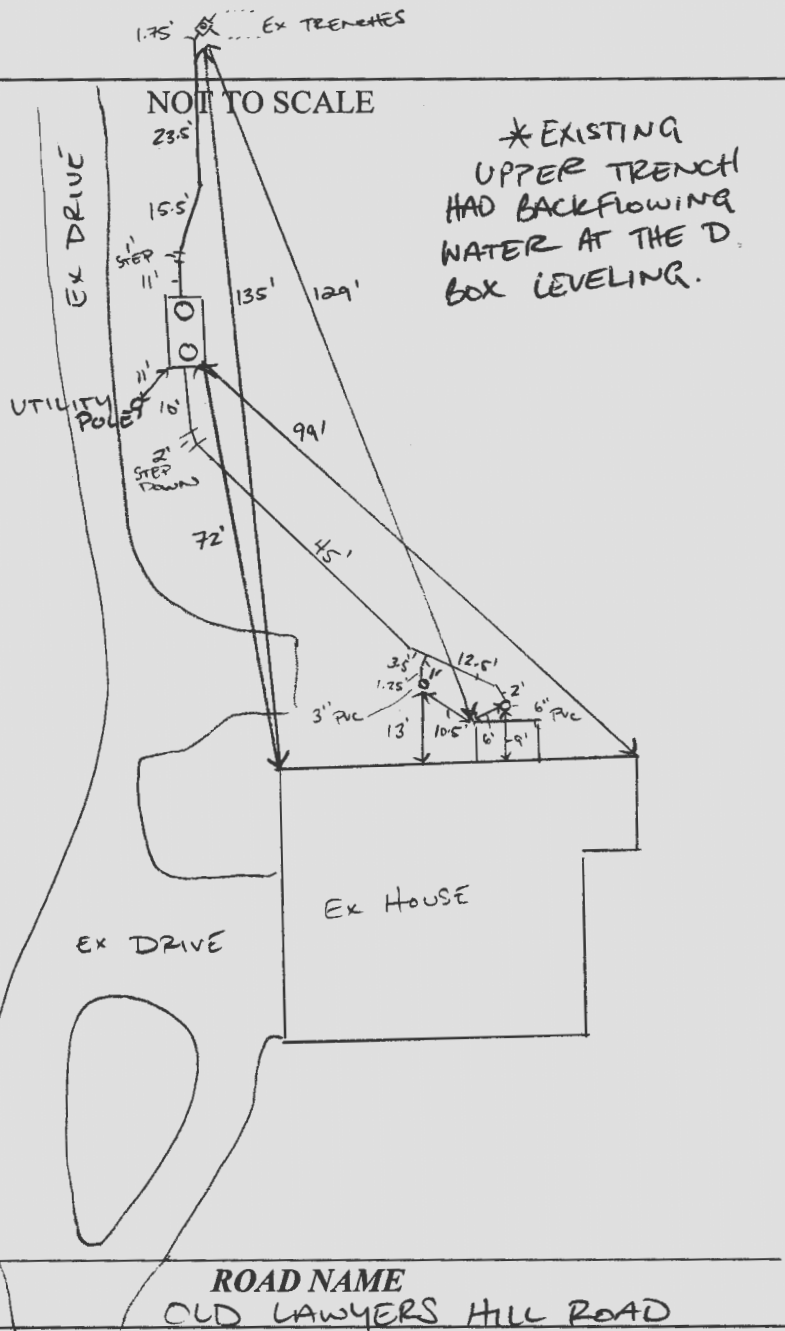 1.75' EX TRENCHES
NOT TO SCALE
23.5'
* EXISTING
UPPER TRENCH
HAD BACKFLOWING
WATER AT THE D
BOX LEVELING.
EX DRIVE
15.5'
1'
STEP
11'
135'
129'
11'
UTILITY
POLE
10'
99'
2'
STEP
DOWN
72'
45'
3.5'
12.5'
1'
1.25'
2'
3" PVC
6" PVC
13'
10.5'
6'
9'
EX HOUSE
EX DRIVE
ROAD NAME
OLD LAWYERS HILL ROAD